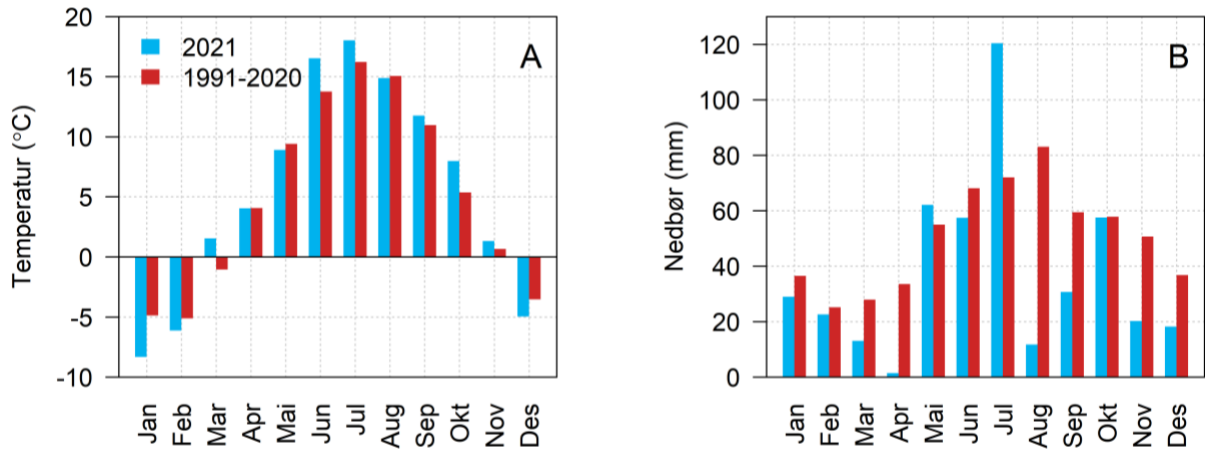 Temperatur (°C)
20
15
10
5
0
-5
-10
2021
1991-2020
A
Jan
Feb
Mar
Apr
Mai
Jun
Jul
Aug
Sep
Okt
Nov
Des
Nedbør (mm)
120
100
80
60
40
20
0
B
Jan
Feb
Mar
Apr
Mai
Jun
Jul
Aug
Sep
Okt
Nov
Des